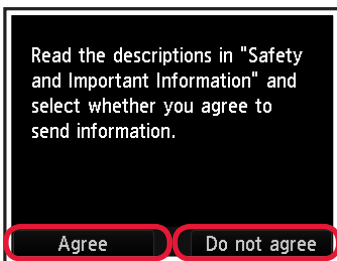 Read the descriptions in "Safety
and Important Information" and
select whether you agree to
send information.
Agree
Do not agree